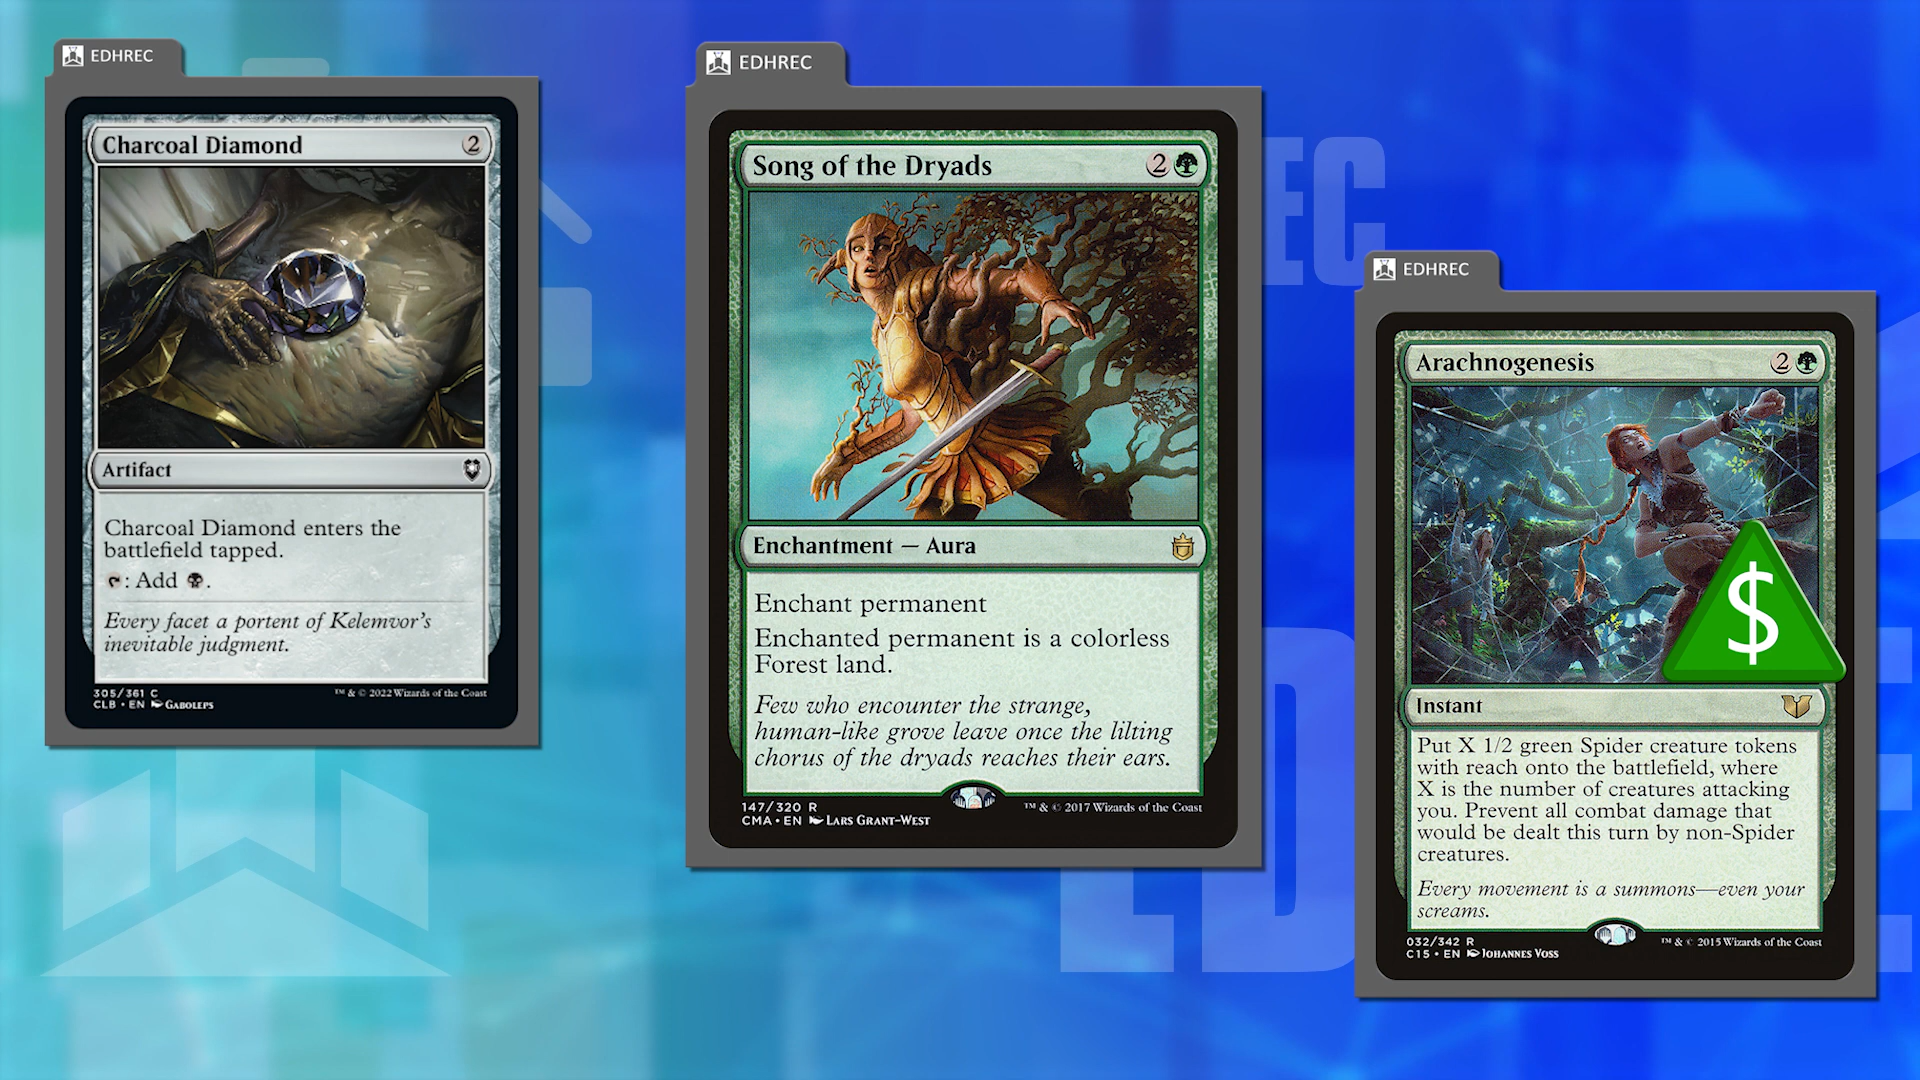 EDHREC
Charcoal Diamond 2
Artifact
Charcoal Diamond enters the
battlefield tapped.
: Add .
Every facet a portent of Kelemvor's
inevitable judgment.
305/361 C
CLB • EN Gaboleps
™ & © 2022 Wizards of the Coast
EDHREC
Song of the Dryads 2
Enchantment — Aura
Enchant permanent
Enchanted permanent is a colorless
Forest land.
Few who encounter the strange,
human-like grove leave once the lilting
chorus of the dryads reaches their ears.
147/320 R
CMA • EN Lars Grant-West
™ & © 2017 Wizards of the Coast
EDHREC
Arachnogenesis 2
$
Instant
Put X 1/2 green Spider creature tokens
with reach onto the battlefield, where
X is the number of creatures attacking
you. Prevent all combat damage that
would be dealt this turn by non-Spider
creatures.
Every movement is a summons—even your
screams.
032/342 R
C15 • EN Johannes Voss
™ & © 2015 Wizards of the Coast
EC
ED
E